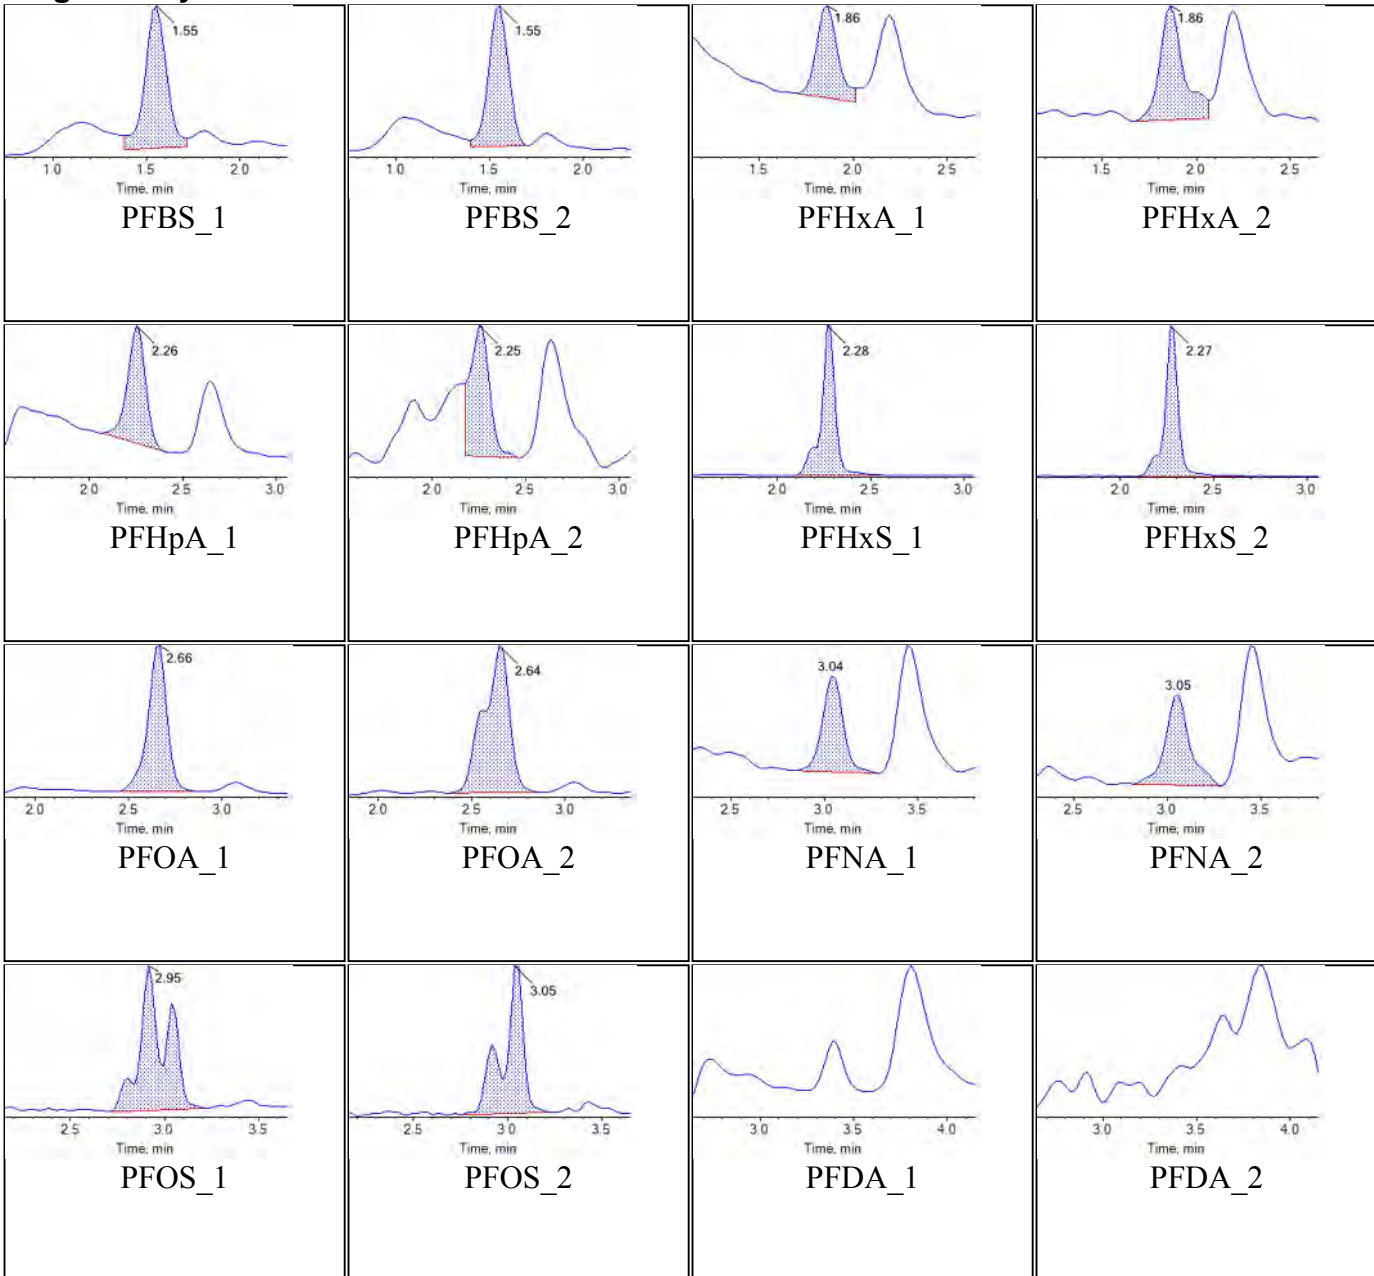 1.55
1.0 1.5 2.0
Time, min
PFBS_1
1.55
1.0 1.5 2.0
Time, min
PFBS_2
1.86
1.5 2.0 2.5
Time, min
PFHxA_1
1.86
1.5 2.0 2.5
Time, min
PFHxA_2
2.26
2.0 2.5 3.0
Time, min
PFHpA_1
2.25
2.0 2.5 3.0
Time, min
PFHpA_2
2.28
2.0 2.5 3.0
Time, min
PFHxS_1
2.27
2.0 2.5 3.0
Time, min
PFHxS_2
2.66
2.0 3.0
Time, min
PFOA_1
2.64
2.0 3.0
Time, min
PFOA_2
3.04
2.5 3.0 3.5
Time, min
PFNA_1
3.05
2.5 3.0 3.5
Time, min
PFNA_2
2.95
2.5 3.0 3.5
Time, min
PFOS_1
3.05
2.5 3.0 3.5
Time, min
PFOS_2
3.0 3.5 4.0
Time, min
PFDA_1
3.0 3.5 4.0
Time, min
PFDA_2